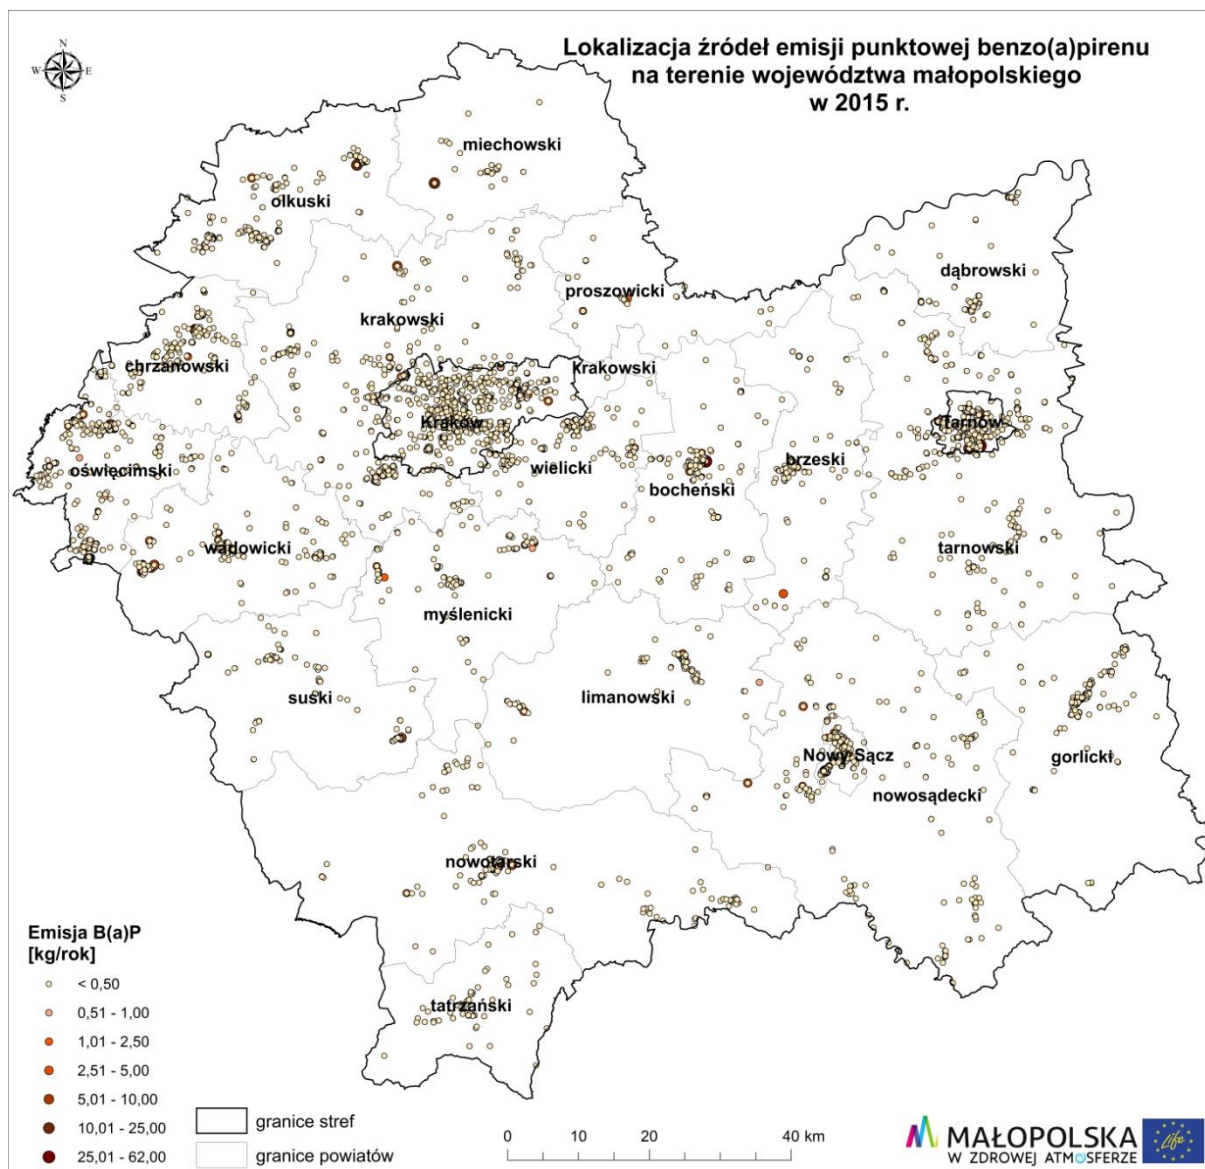 Lokalizacja źródeł emisji punktowej benzo(a)pirenu
na terenie województwa małopolskiego
w 2015 r.
N
W E
S
miechowski
olkuski
dąbrowski
proszowicki
krakowski
chrzanowski
krakowski
Kraków
Tarnów
oświęcimski
wielicki
brzeski
bocheński
wadowicki
tarnowski
myślenicki
suski
limanowski
Nowy Sącz
gorlicki
nowosądecki
nowotarski
tatrzański
Emisja B(a)P
[kg/rok]
< 0,50
0,51 - 1,00
1,01 - 2,50
2,51 - 5,00
5,01 - 10,00
10,01 - 25,00
25,01 - 62,00
granice stref
granice powiatów
0 10 20 40 km
MAŁOPOLSKA
W ZDROWEJ ATMOSFERZE
Life